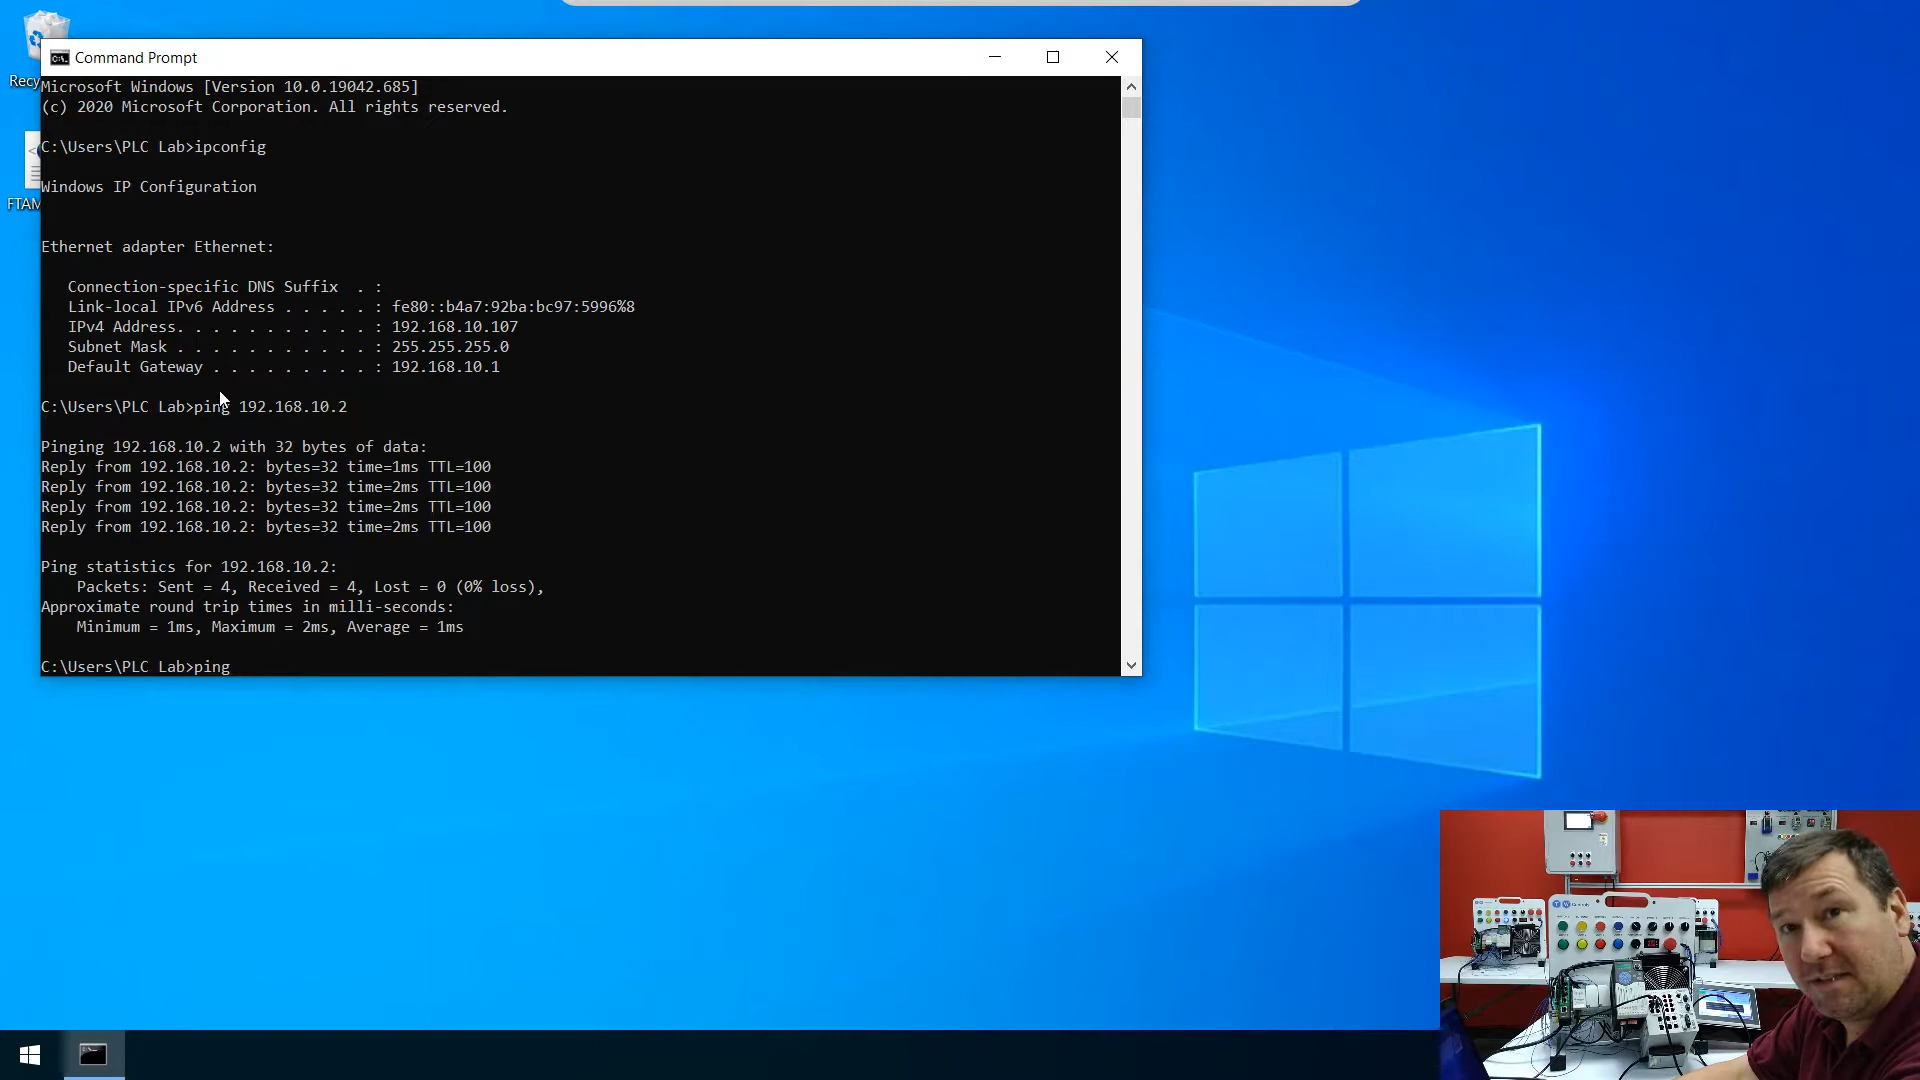 Command Prompt
Recy
FTAM
Microsoft Windows [Version 10.0.19042.685]
(c) 2020 Microsoft Corporation. All rights reserved.
C:\Users\PLC Lab>ipconfig
Windows IP Configuration
Ethernet adapter Ethernet:
Connection-specific DNS Suffix . :
Link-local IPv6 Address . . . . . : fe80::b4a7:92ba:bc97:5996%8
IPv4 Address. . . . . . . . . . . : 192.168.10.107
Subnet Mask . . . . . . . . . . . : 255.255.255.0
Default Gateway . . . . . . . . . : 192.168.10.1
C:\Users\PLC Lab>ping 192.168.10.2
Pinging 192.168.10.2 with 32 bytes of data:
Reply from 192.168.10.2: bytes=32 time=1ms TTL=100
Reply from 192.168.10.2: bytes=32 time=2ms TTL=100
Reply from 192.168.10.2: bytes=32 time=2ms TTL=100
Reply from 192.168.10.2: bytes=32 time=2ms TTL=100
Ping statistics for 192.168.10.2:
Packets: Sent = 4, Received = 4, Lost = 0 (0% loss),
Approximate round trip times in milli-seconds:
Minimum = 1ms, Maximum = 2ms, Average = 1ms
C:\Users\PLC Lab>ping